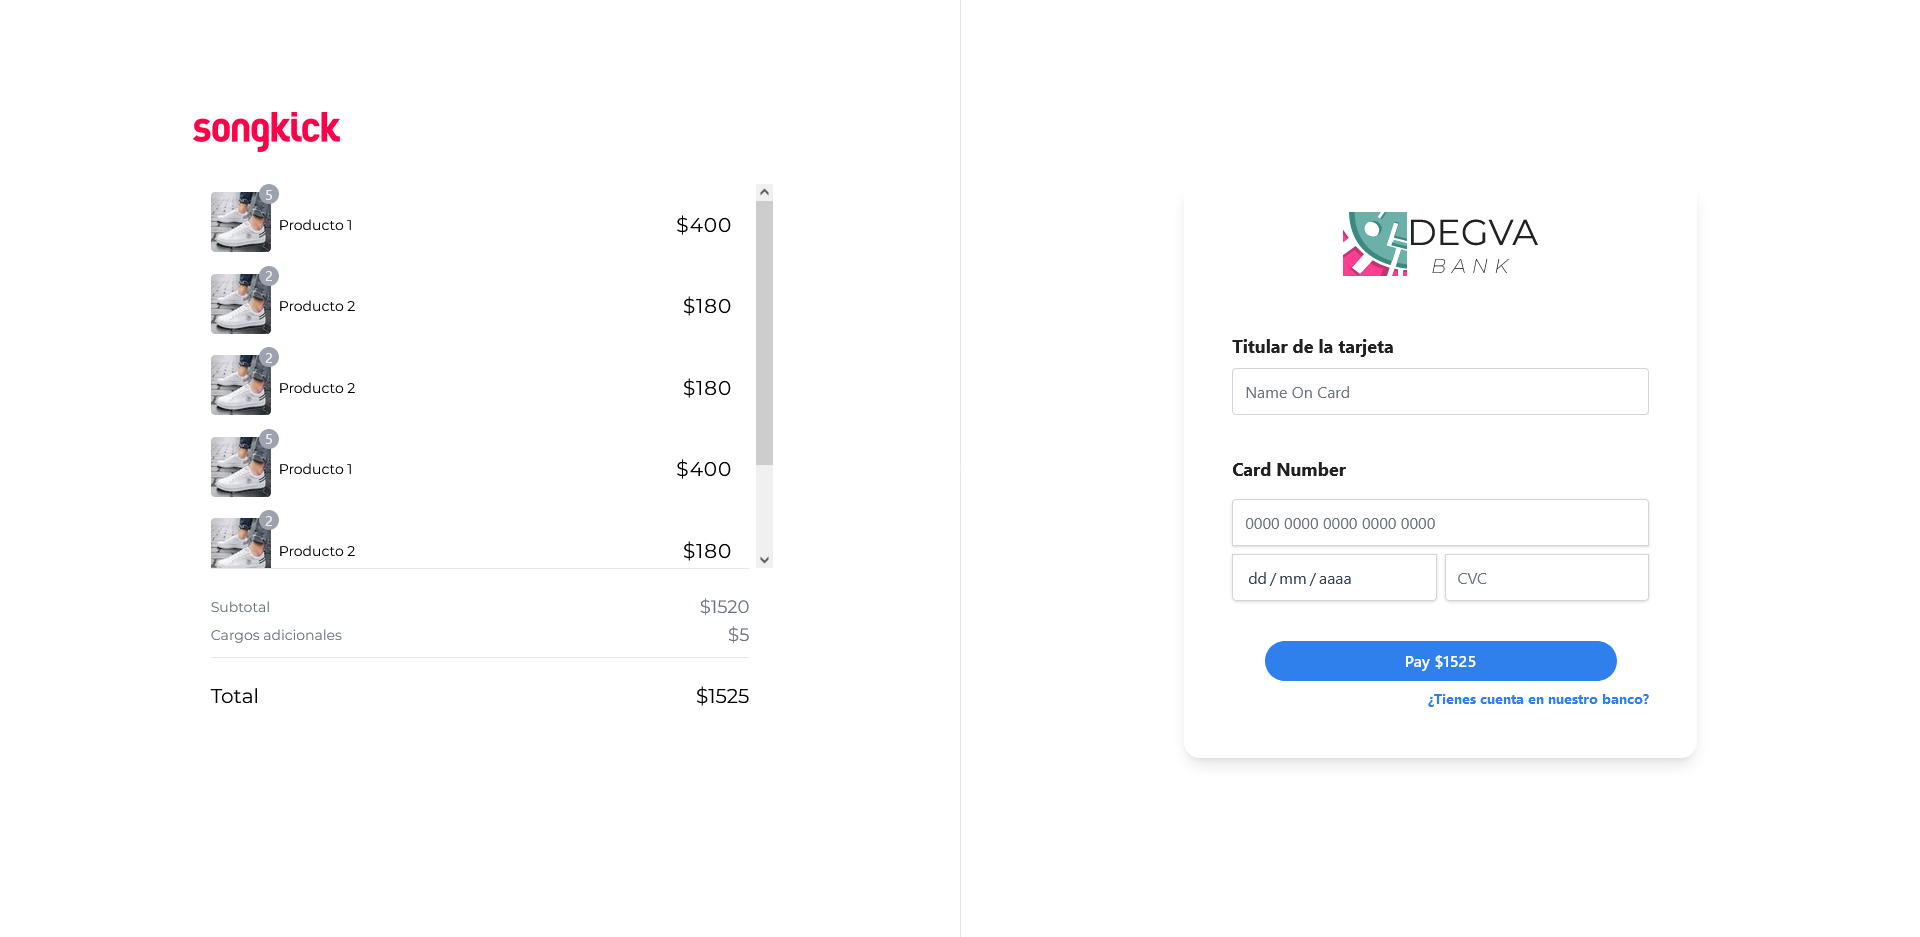 songkick
5
Producto 1 $400
2
Producto 2 $180
2
Producto 2 $180
5
Producto 1 $400
2
Producto 2 $180
Subtotal $1520
Cargos adicionales $5
Total $1525
DEGVA
BANK
Titular de la tarjeta
Name On Card
Card Number
0000 0000 0000 0000 0000
dd/mm/aaaa CVC
Pay $1525
¿Tienes cuenta en nuestro banco?